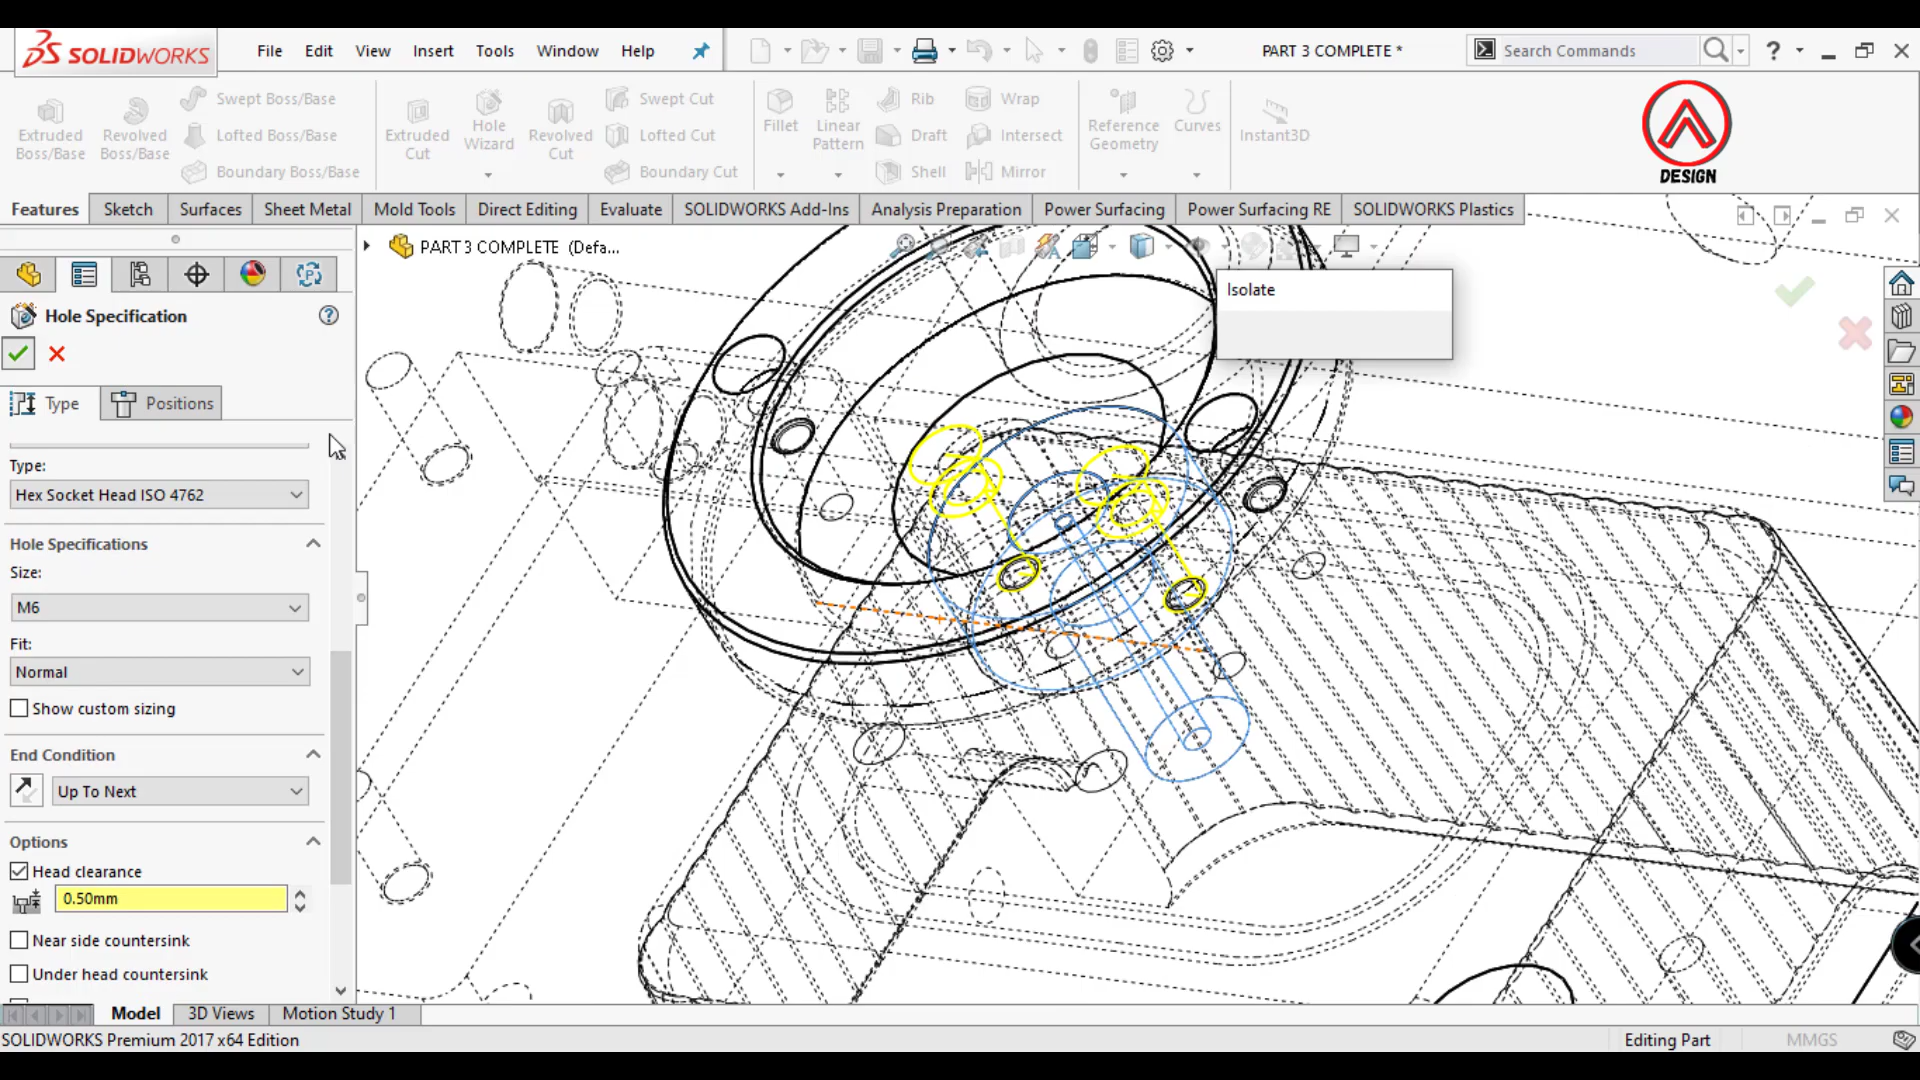 SOLIDWORKS
File Edit View Insert Tools Window Help
PART 3 COMPLETE *
Search Commands
Extruded Boss/Base
Revolved Boss/Base
Swept Boss/Base
Lofted Boss/Base
Boundary Boss/Base
Extruded Cut
Hole Wizard
Revolved Cut
Swept Cut
Lofted Cut
Boundary Cut
Fillet
Linear Pattern
Rib
Draft
Shell
Wrap
Intersect
Mirror
Reference Geometry
Curves
Instant3D
DESIGN
Features Sketch Surfaces Sheet Metal Mold Tools Direct Editing Evaluate SOLIDWORKS Add-Ins Analysis Preparation Power Surfacing Power Surfacing RE SOLIDWORKS Plastics
PART 3 COMPLETE (Defa...
Isolate
Hole Specification
Type Positions
Type:
Hex Socket Head ISO 4762
Hole Specifications
Size:
M6
Fit:
Normal
Show custom sizing
End Condition
Up To Next
Options
Head clearance
0.50mm
Near side countersink
Under head countersink
Model 3D Views Motion Study 1
SOLIDWORKS Premium 2017 x64 Edition
Editing Part
MMGS